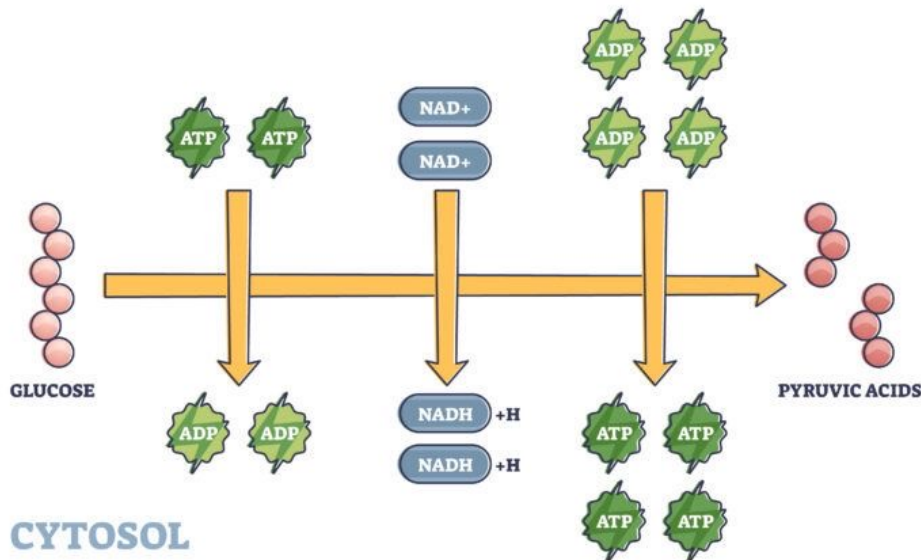 ADP ADP
ATP ATP
NAD+
ADP ADP
NAD+
GLUCOSE
PYRUVIC ACIDS
ADP ADP
NADH +H
ATP ATP
NADH +H
ATP ATP
CYTOSOL